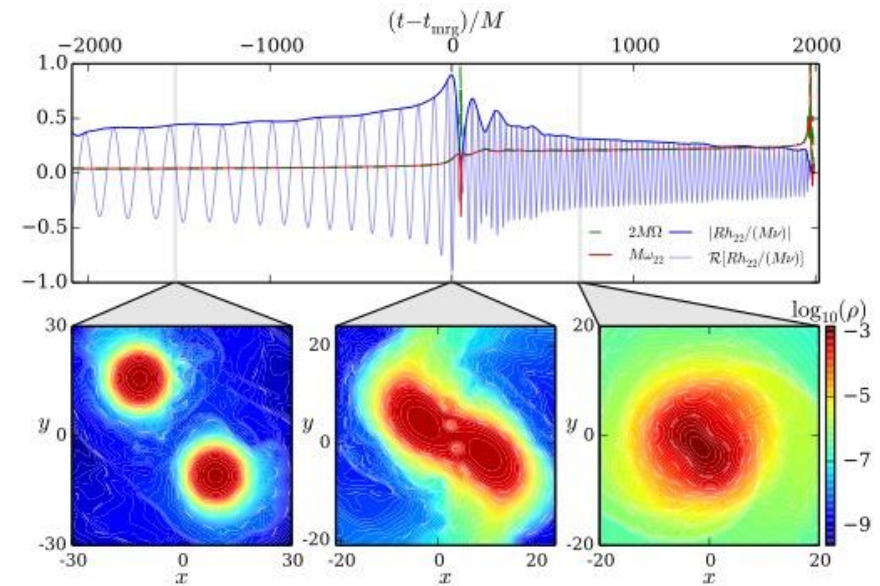 (t−t_mrg)/M
−2000 −1000 0 1000 2000
1.0
0.5
0.0
−0.5
−1.0
2MΩ |Rh₂₂/(Mν)|
Mω₂₂ ℛ[Rh₂₂/(Mν)]
log₁₀(ρ)
30
y 0
-30
-30 0 30
x
20
y 0
-20
-20 0 20
x
20
y 0
-20
-20 0 20
x
−3
−5
−7
−9